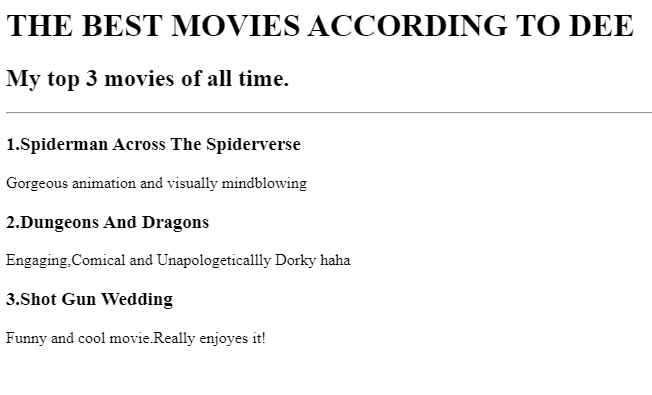 THE BEST MOVIES ACCORDING TO DEE
My top 3 movies of all time.
1.Spiderman Across The Spiderverse
Gorgeous animation and visually mindblowing
2.Dungeons And Dragons
Engaging,Comical and Unapologeticallly Dorky haha
3.Shot Gun Wedding
Funny and cool movie.Really enjoyes it!